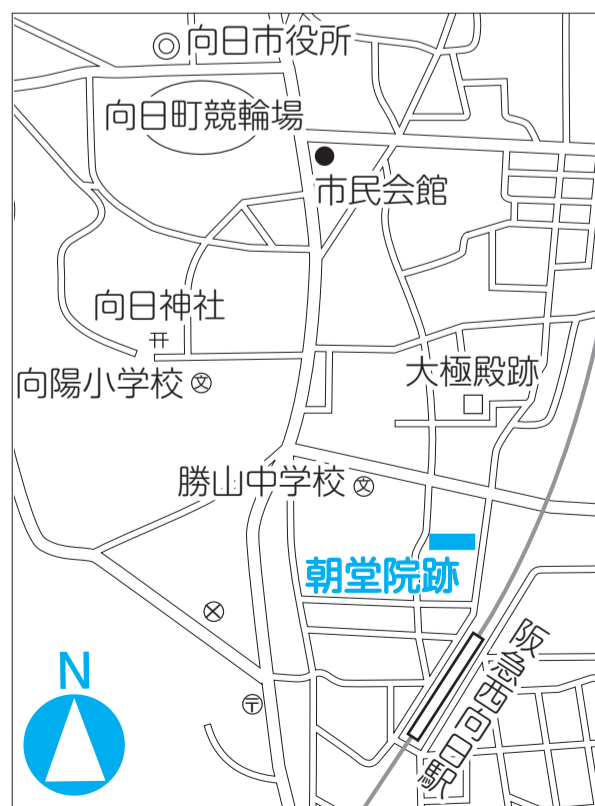 向日市役所
向日町競輪場
市民会館
向日神社
大極殿跡
向陽小学校
文
勝山中学校
文
朝堂院跡
阪急西向日駅
N